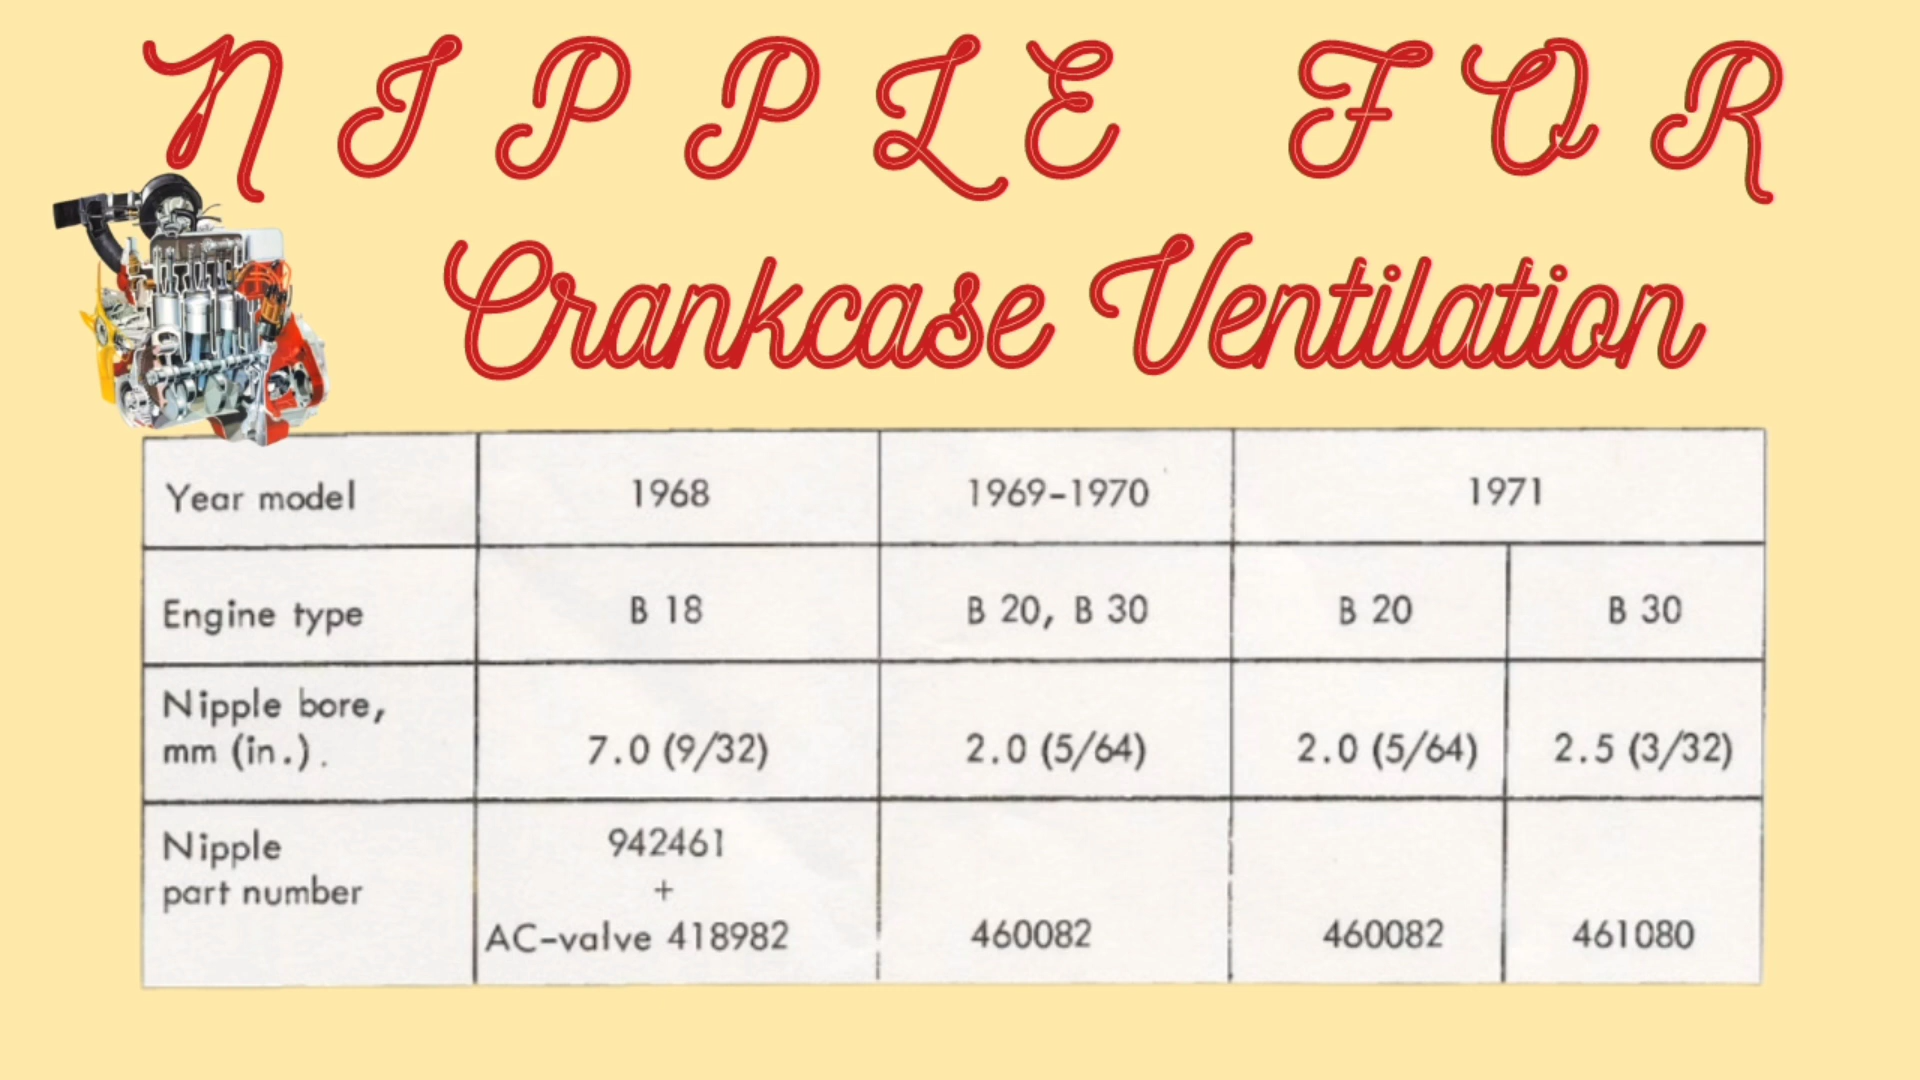 NIPPLE FOR
Crankcase Ventilation
Year model 1968 1969-1970 1971
Engine type B 18 B 20, B 30 B 20 B 30
Nipple bore,
mm (in.). 7.0 (9/32) 2.0 (5/64) 2.0 (5/64) 2.5 (3/32)
Nipple 942461
part number +
AC-valve 418982 460082 460082 461080